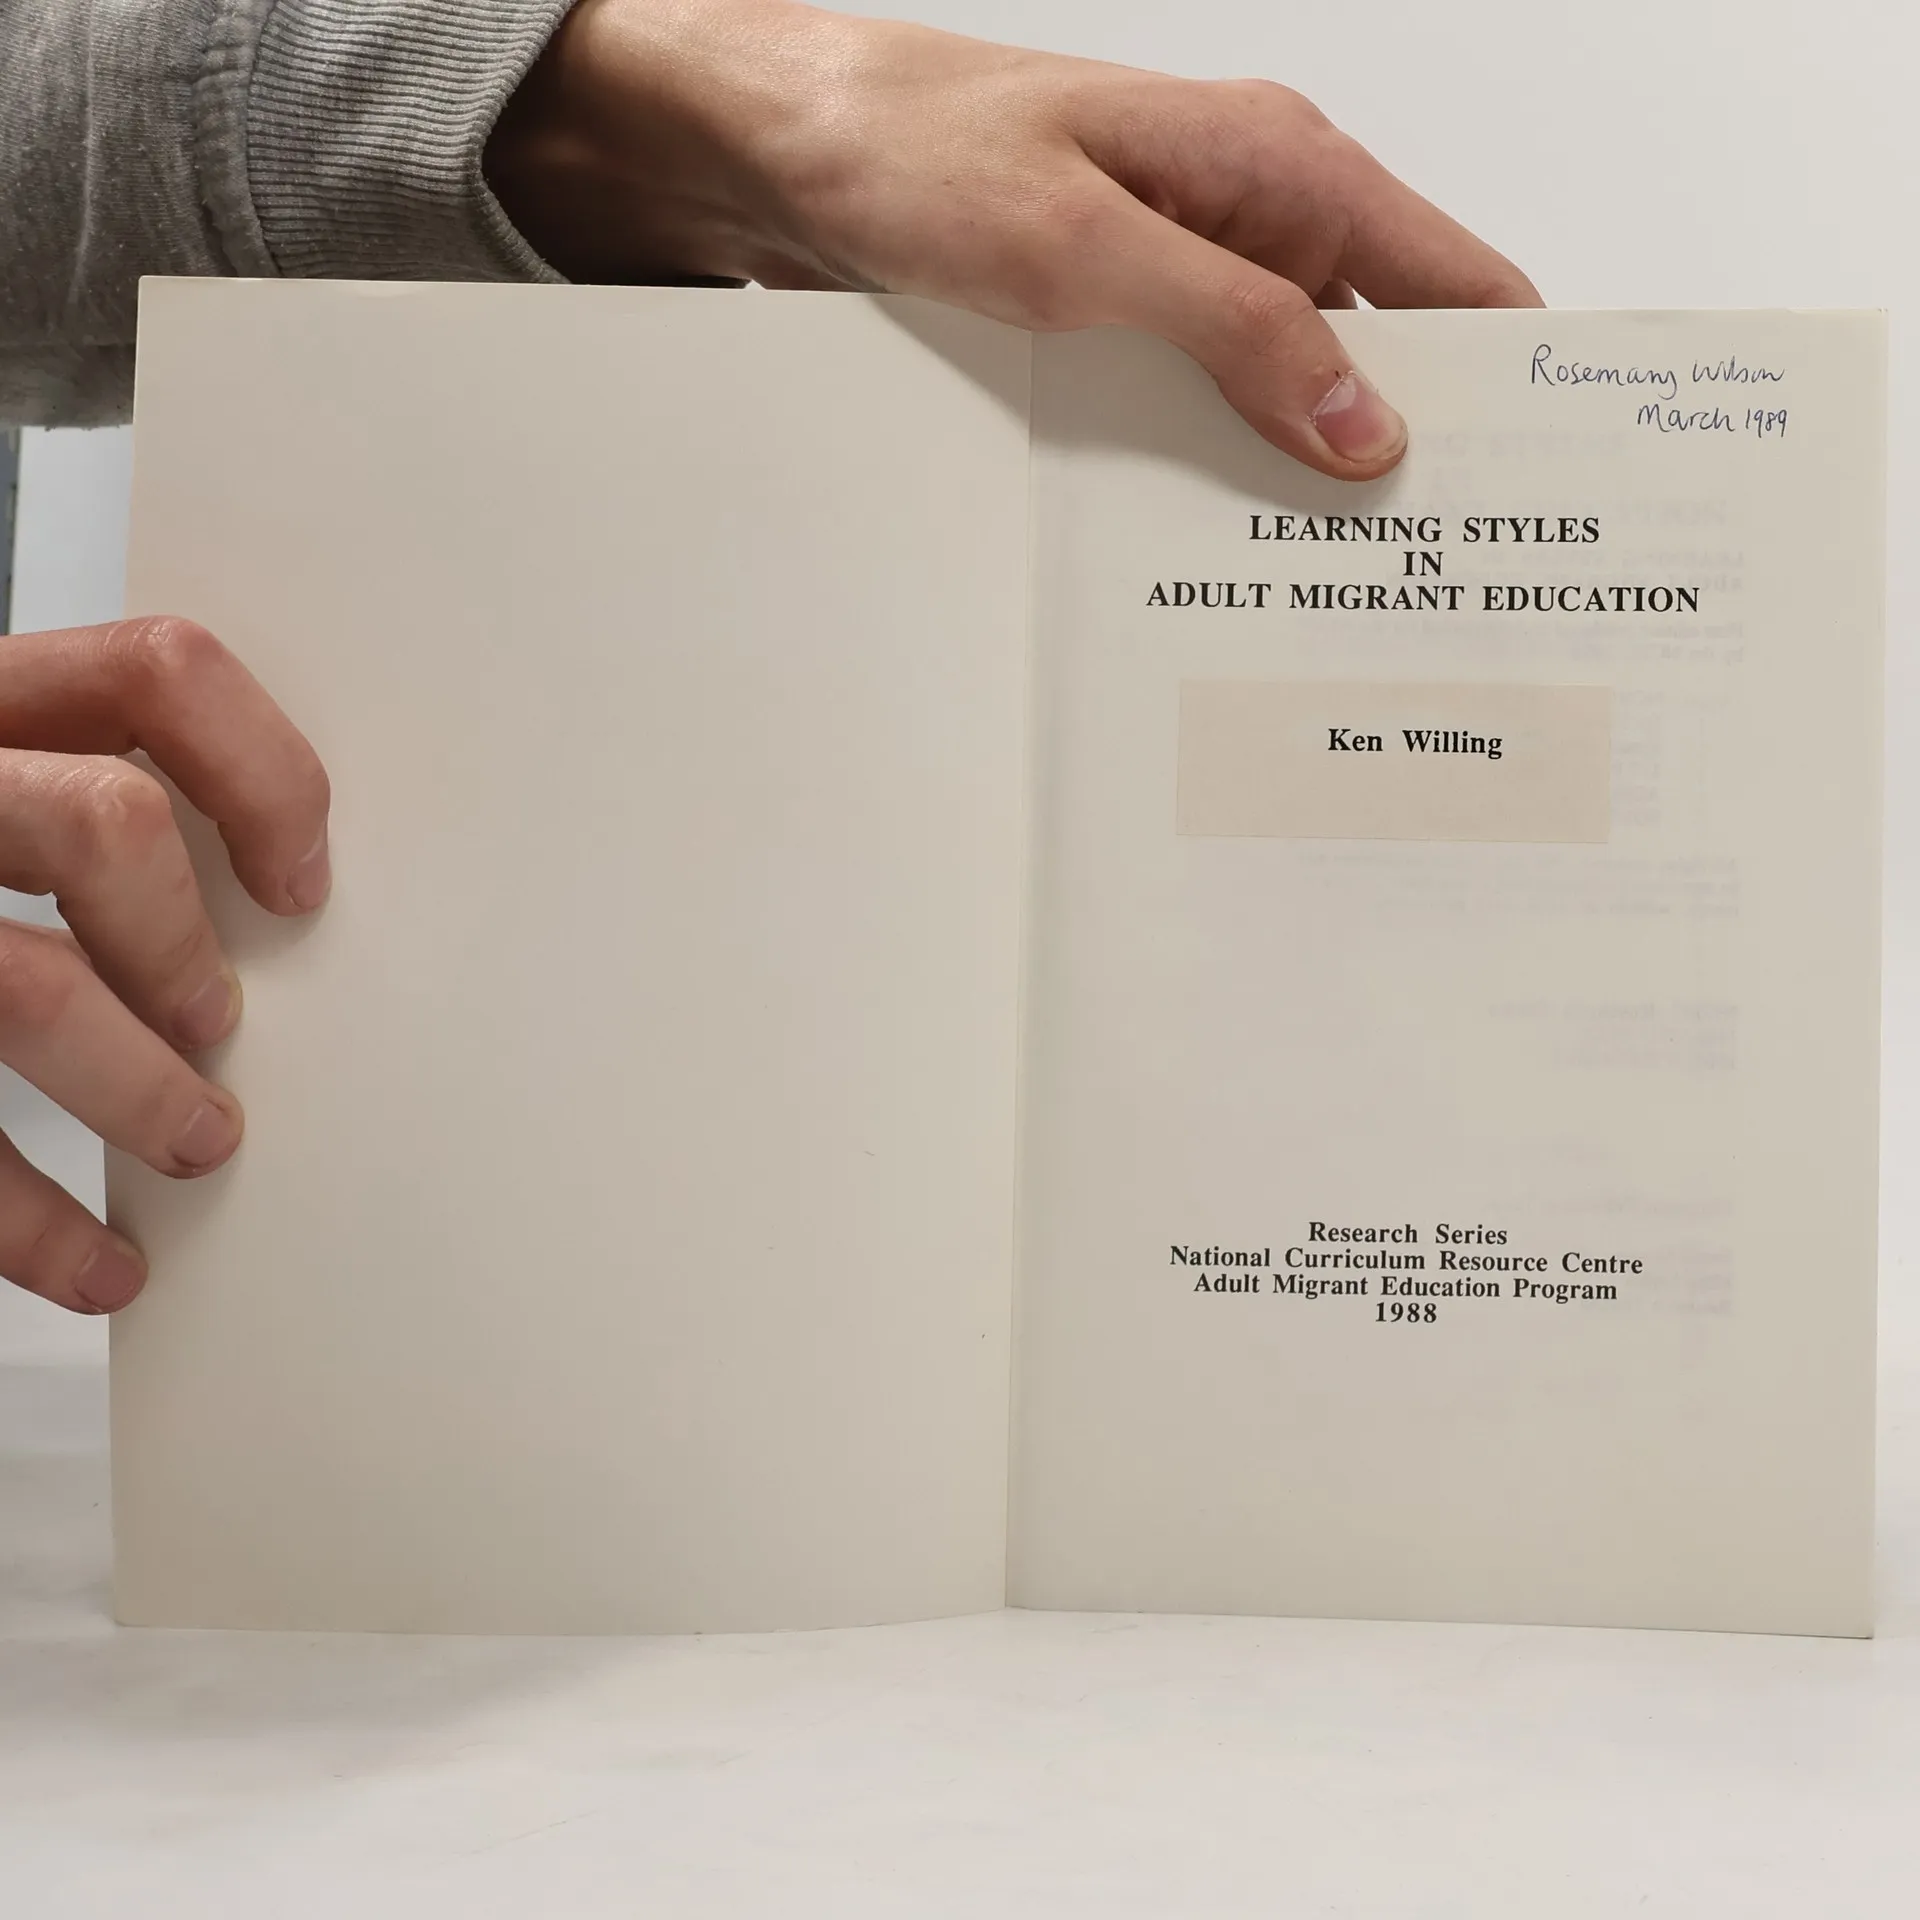 Rosemary Wilson
March 1989
LEARNING STYLES
IN
ADULT MIGRANT EDUCATION
Ken Willing
Research Series
National Curriculum Resource Centre
Adult Migrant Education Program
1988